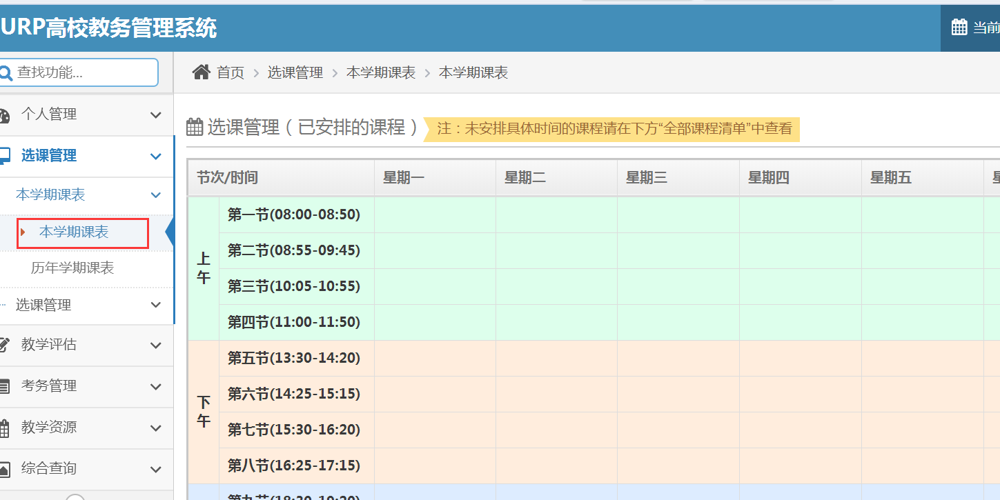 URP高校教务管理系统
当前
查找功能...
首页
选课管理
本学期课表
本学期课表
个人管理
选课管理
本学期课表
本学期课表
历年学期课表
选课管理
教学评估
考务管理
教学资源
综合查询
选课管理（已安排的课程）
注：未安排具体时间的课程请在下方“全部课程清单”中查看
节次/时间
星期一
星期二
星期三
星期四
星期五
上午
第一节(08:00-08:50)
第二节(08:55-09:45)
第三节(10:05-10:55)
第四节(11:00-11:50)
下午
第五节(13:30-14:20)
第六节(14:25-15:15)
第七节(15:30-16:20)
第八节(16:25-17:15)